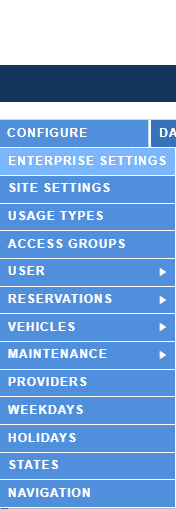 CONFIGURE DA
ENTERPRISE SETTINGS
SITE SETTINGS
USAGE TYPES
ACCESS GROUPS
USER
RESERVATIONS
VEHICLES
MAINTENANCE
PROVIDERS
WEEKDAYS
HOLIDAYS
STATES
NAVIGATION